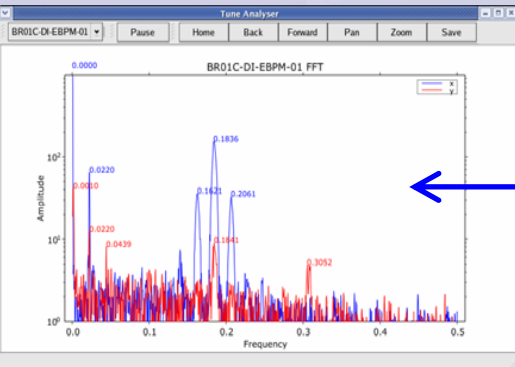 Tune Analyser
BR01C-DI-EBPM-01 Pause Home Back Forward Pan Zoom Save
BR01C-DI-EBPM-01 FFT
0.0000
x
y
0.1836
10²
0.0220
0.0010
0.1621
0.2061
Amplitude
10¹
0.0220
0.0439
0.1841
0.3052
10⁰
0.0 0.1 0.2 0.3 0.4 0.5
Frequency